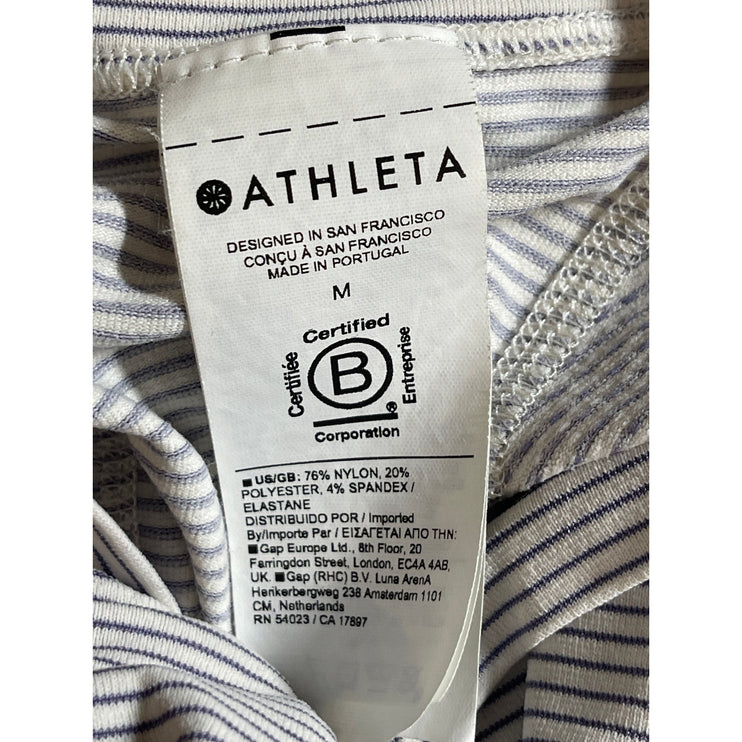 ATHLETA
DESIGNED IN SAN FRANCISCO
CONÇU À SAN FRANCISCO
MADE IN PORTUGAL
M
Certified
Certifiée
B
Entreprise
®
Corporation
US/GB: 76% NYLON, 20%
POLYESTER, 4% SPANDEX /
ELASTANE
DISTRIBUIDO POR / Imported
By/Importe Par / ΕΙΣΑΓΕΤΑΙ ΑΠΟ ΤΗΝ:
Gap Europe Ltd., 8th Floor, 20
Farringdon Street, London, EC4A 4AB,
UK. Gap (RHC) B.V. Luna ArenA
Herikerbergweg 238 Amsterdam 1101
CM, Netherlands
RN 54023 / CA 17897